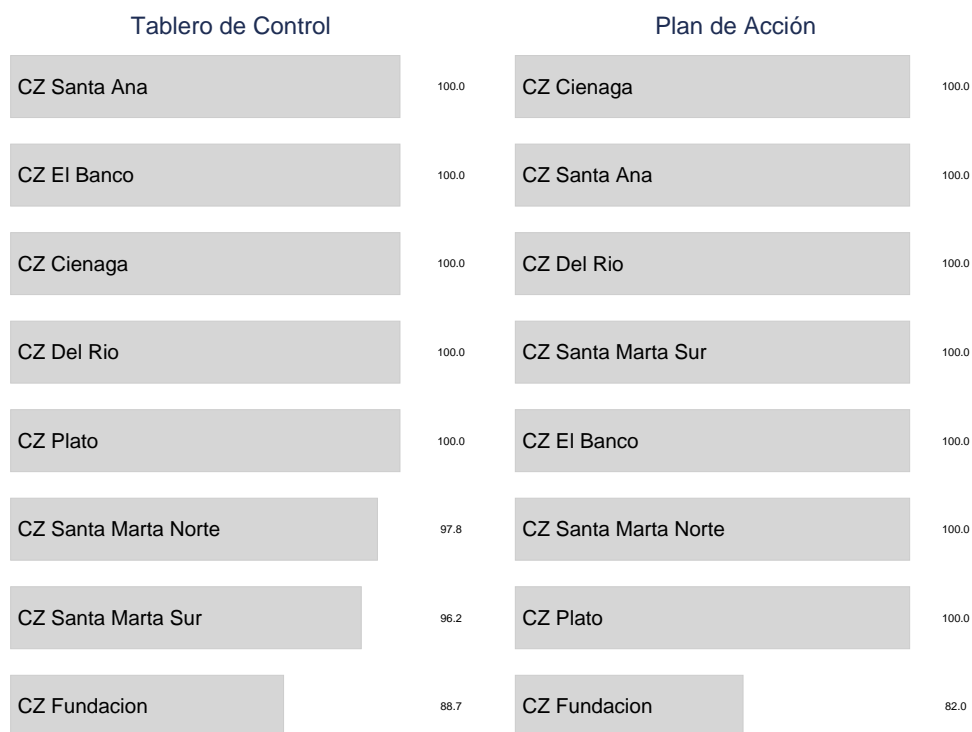 Tablero de Control
CZ Santa Ana 100.0
CZ El Banco 100.0
CZ Cienaga 100.0
CZ Del Rio 100.0
CZ Plato 100.0
CZ Santa Marta Norte 97.8
CZ Santa Marta Sur 96.2
CZ Fundacion 88.7
Plan de Acción
CZ Cienaga 100.0
CZ Santa Ana 100.0
CZ Del Rio 100.0
CZ Santa Marta Sur 100.0
CZ El Banco 100.0
CZ Santa Marta Norte 100.0
CZ Plato 100.0
CZ Fundacion 82.0